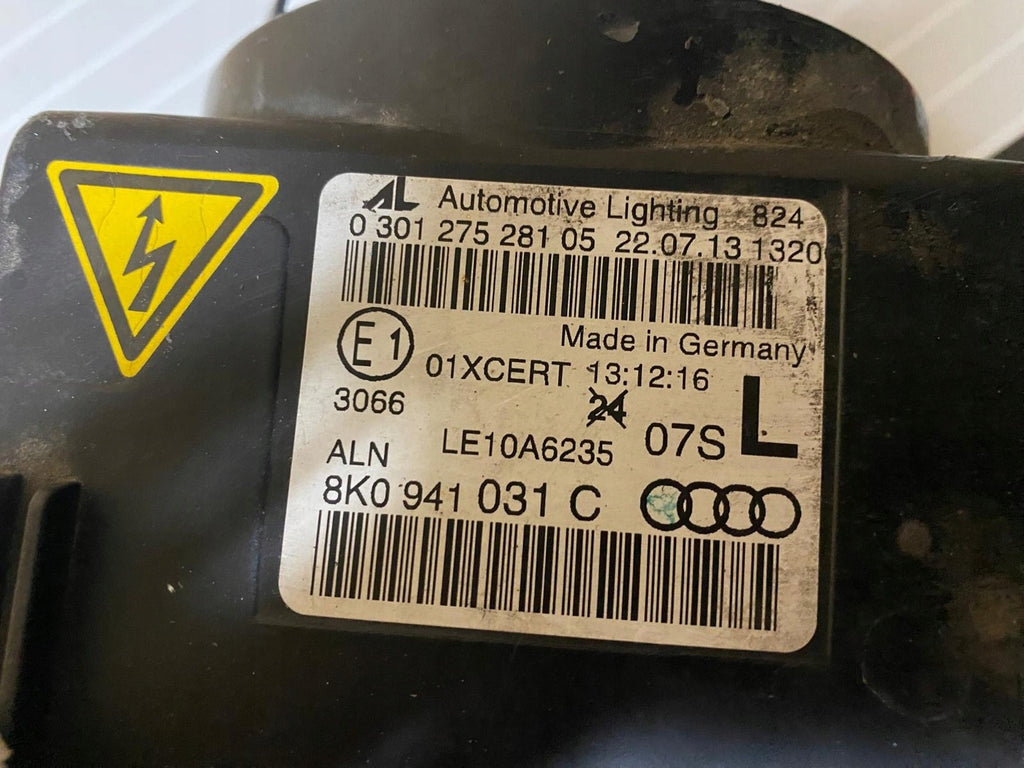 AL Automotive Lighting 824
0 301 275 281 05 22.07.13 1320
Made in Germany
E1 01XCERT 13:12:16
3066 24
07S L
ALN LE10A6235
8K0 941 031 C